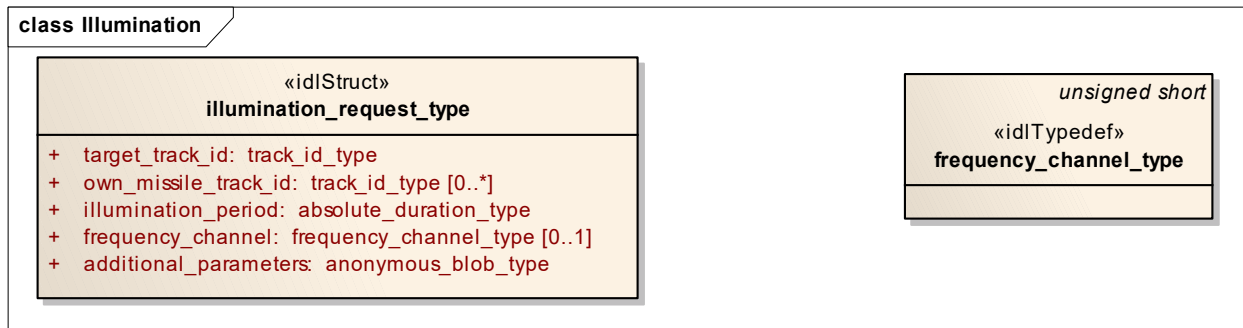 class Illumination
«idlStruct»
illumination_request_type
+ target_track_id: track_id_type
+ own_missile_track_id: track_id_type [0..*]
+ illumination_period: absolute_duration_type
+ frequency_channel: frequency_channel_type [0..1]
+ additional_parameters: anonymous_blob_type
unsigned short
«idlTypedef»
frequency_channel_type